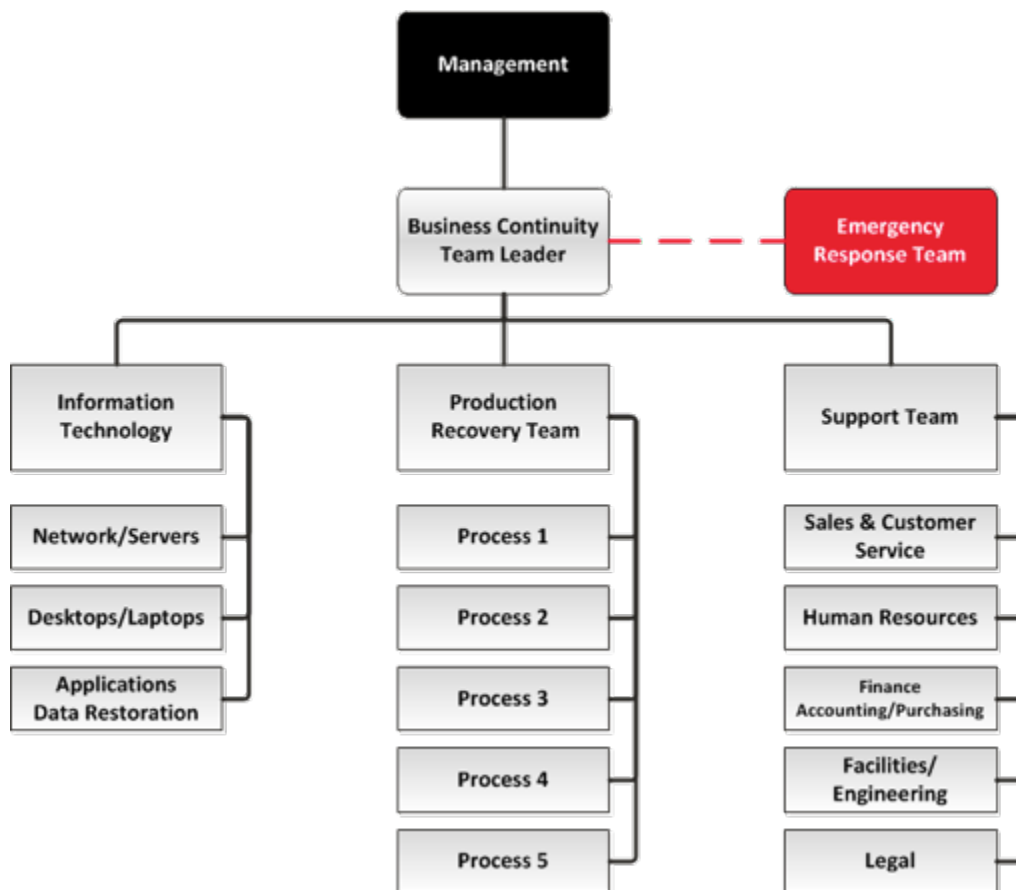 Management
Business Continuity
Team Leader
Emergency
Response Team
Information
Technology
Production
Recovery Team
Support Team
Network/Servers
Process 1
Sales & Customer
Service
Desktops/Laptops
Process 2
Human Resources
Applications
Data Restoration
Process 3
Finance
Accounting/Purchasing
Process 4
Facilities/
Engineering
Process 5
Legal